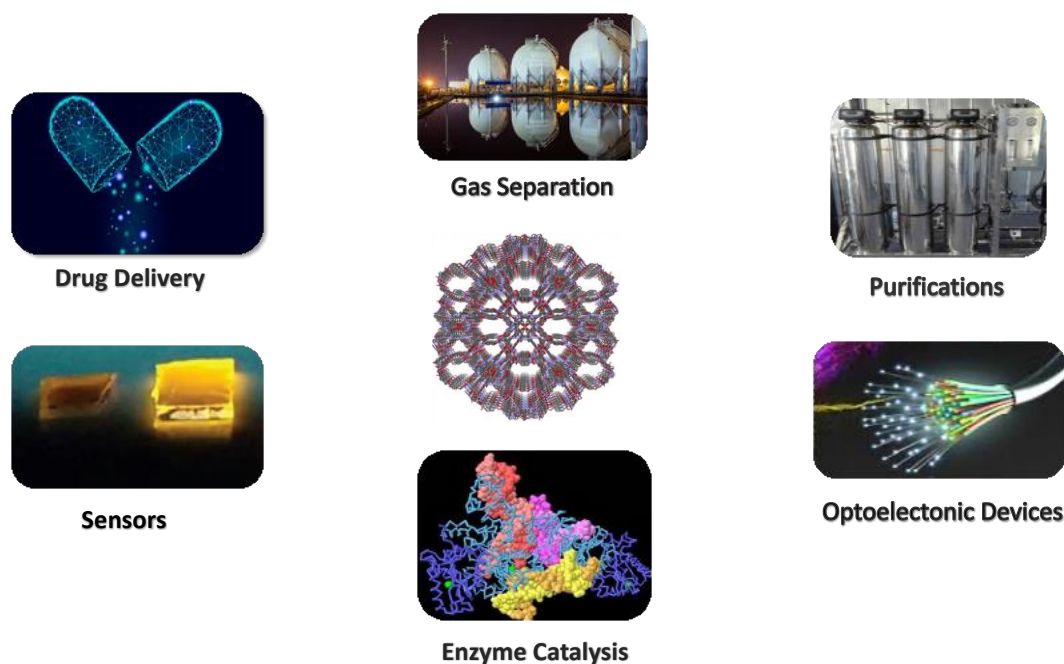 Gas Separation
Drug Delivery
Purifications
Sensors
Optoelectonic Devices
Enzyme Catalysis